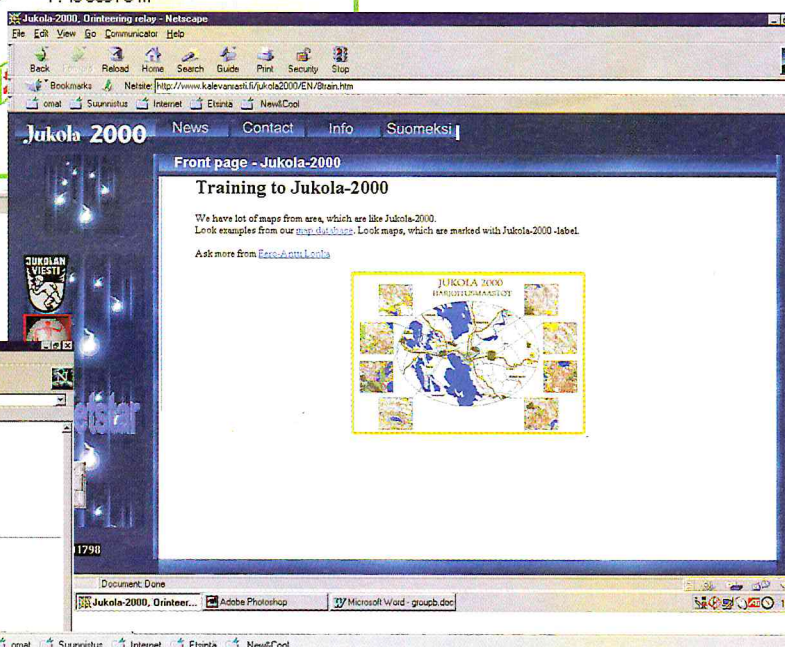 Jukola-2000, Orinteering relay - Netscape
File Edit View Go Communicator Help
Back Reload Home Search Guide Print Security Stop
Bookmarks Netsite: http://www.kalevanrasti.fi/jukola2000/EN/8train.htm
omat Suunnistus Internet Etsintä New&Cool
Jukola 2000 News Contact Info Suomeksi
Front page - Jukola-2000
Training to Jukola-2000
We have lot of maps from area, which are like Jukola-2000.
Look examples from our map database. Look maps, which are marked with Jukola-2000 -label.
Ask more from Eero-Antti Lonka
JUKOLA 2000
HARJOITUSMAASTOT
JUKOLAN
VIESTI
etstar
11798
Document: Done
Jukola-2000, Orinteer... Adobe Photoshop Microsoft Word - groupb.doc
omat Suunnistus Internet Etsintä New&Cool